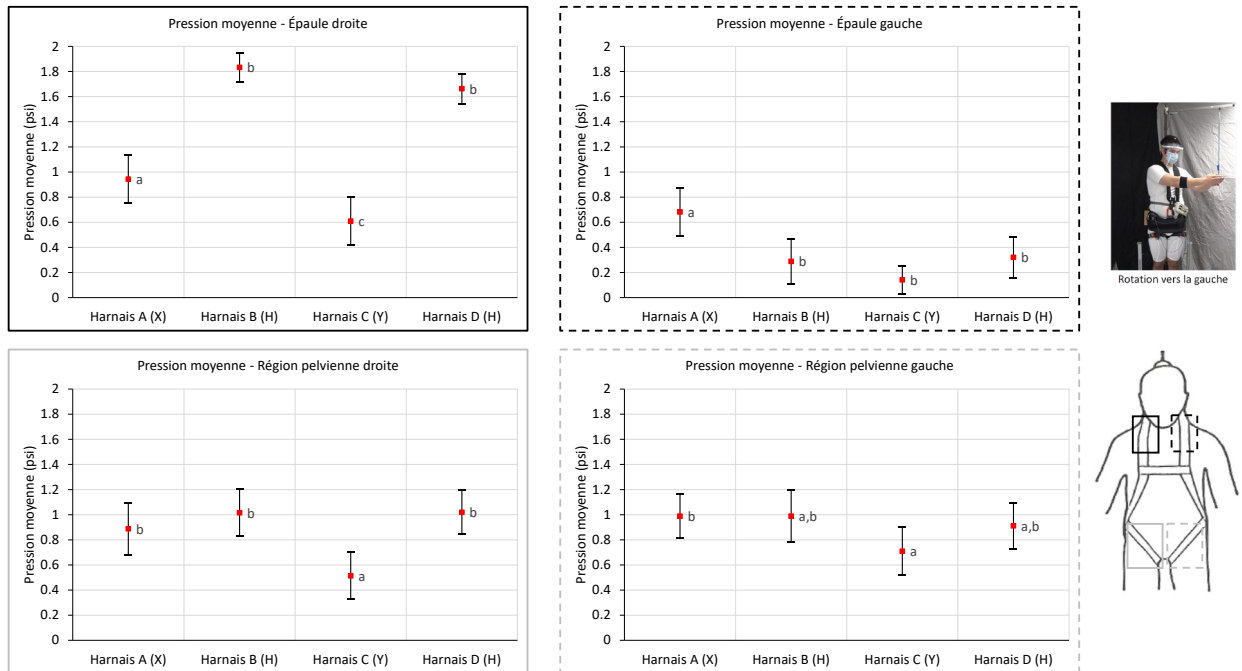 Pression moyenne - Épaule droite
Pression moyenne (psi)
2
1.8
1.6
1.4
1.2
1
0.8
0.6
0.4
0.2
0
a
b
c
b
Harnais A (X) Harnais B (H) Harnais C (Y) Harnais D (H)
Pression moyenne - Épaule gauche
Pression moyenne (psi)
2
1.8
1.6
1.4
1.2
1
0.8
0.6
0.4
0.2
0
a
b
b
b
Harnais A (X) Harnais B (H) Harnais C (Y) Harnais D (H)
Rotation vers la gauche
Pression moyenne - Région pelvienne droite
Pression moyenne (psi)
2
1.8
1.6
1.4
1.2
1
0.8
0.6
0.4
0.2
0
b
b
a
b
Harnais A (X) Harnais B (H) Harnais C (Y) Harnais D (H)
Pression moyenne - Région pelvienne gauche
Pression moyenne (psi)
2
1.8
1.6
1.4
1.2
1
0.8
0.6
0.4
0.2
0
b
a,b
a
a,b
Harnais A (X) Harnais B (H) Harnais C (Y) Harnais D (H)